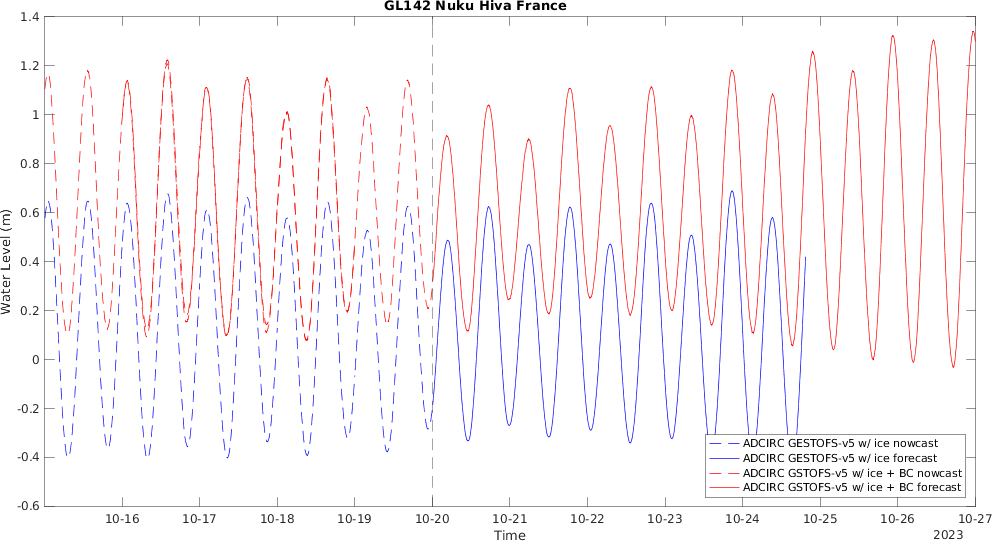 GL142 Nuku Hiva France
1.4
1.2
1
0.8
0.6
0.4
0.2
0
-0.2
-0.4
-0.6
Water Level (m)
ADCIRC GESTOFS-v5 w/ ice nowcast
ADCIRC GESTOFS-v5 w/ ice forecast
ADCIRC GSTOFS-v5 w/ ice + BC nowcast
ADCIRC GSTOFS-v5 w/ ice + BC forecast
10-16 10-17 10-18 10-19 10-20 10-21 10-22 10-23 10-24 10-25 10-26 10-27
Time
2023